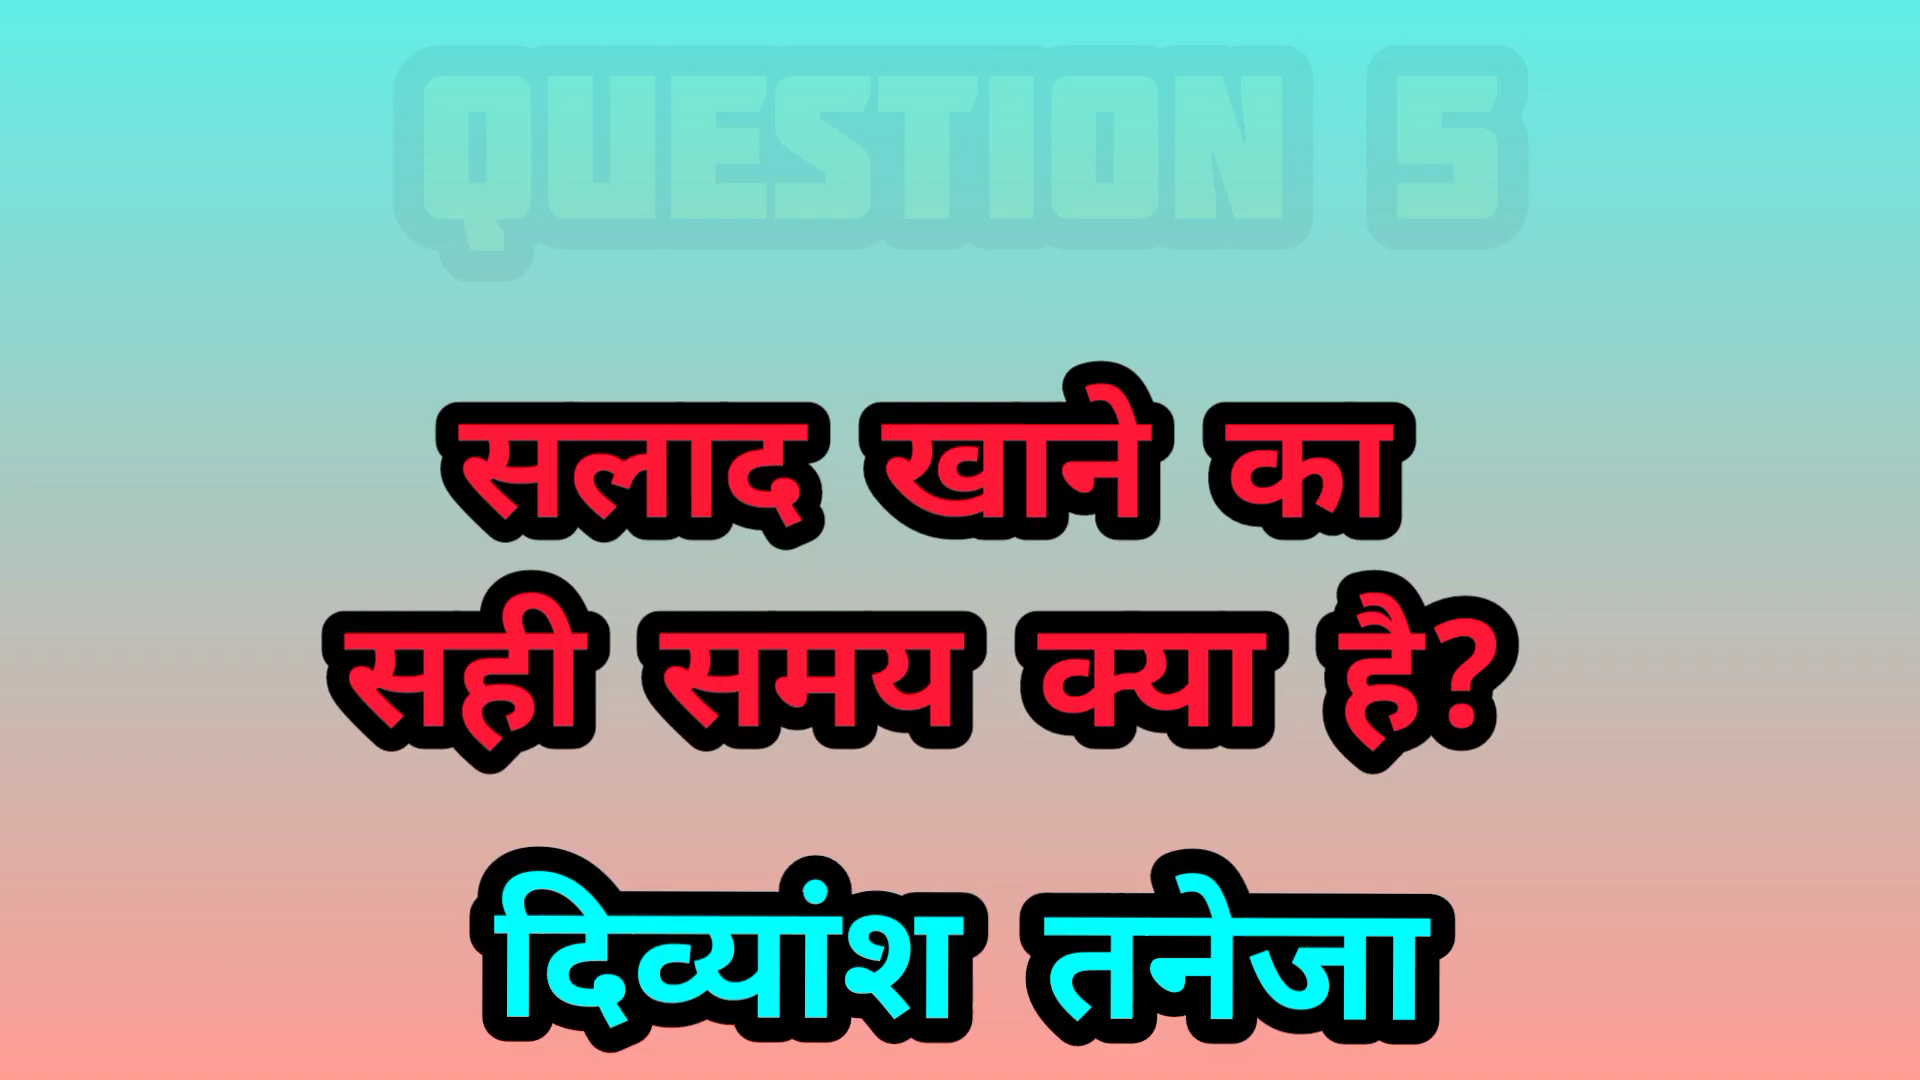 QUESTION 5
सलाद खाने का
सही समय क्या है?
दिव्यांश तनेजा